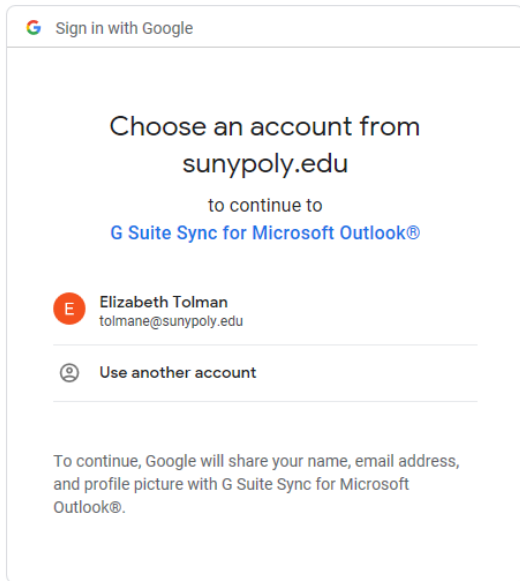 Sign in with Google
Choose an account from
sunypoly.edu
to continue to
G Suite Sync for Microsoft Outlook®
E
Elizabeth Tolman
tolmane@sunypoly.edu
Use another account
To continue, Google will share your name, email address,
and profile picture with G Suite Sync for Microsoft
Outlook®.